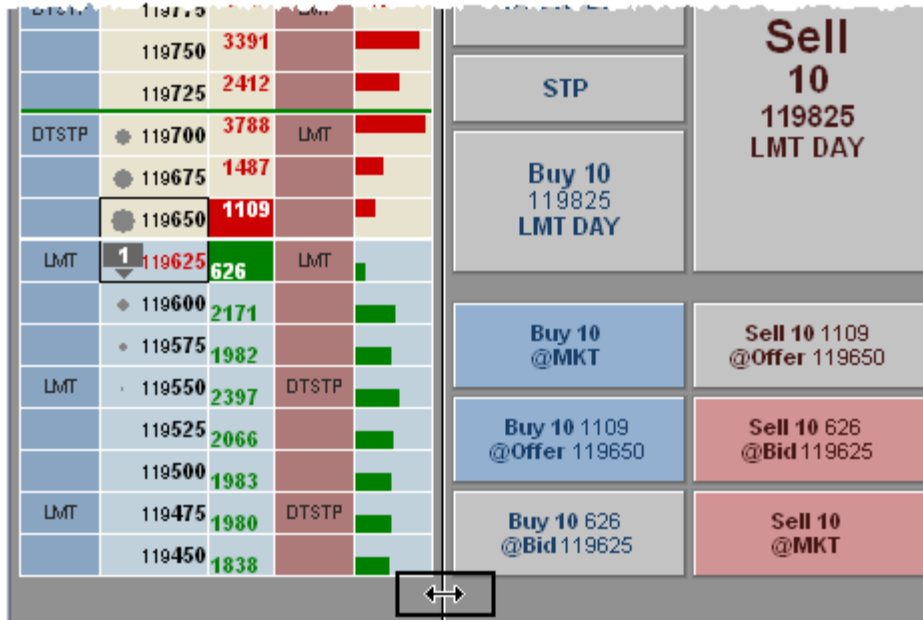 119775
119750 3391
119725 2412
DTSTP 119700 3788 LMT
119675 1487
119650 1109
LMT 1 119625 626 LMT
119600 2171
119575 1982
LMT 119550 2397 DTSTP
119525 2066
119500 1983
LMT 119475 1980 DTSTP
119450 1838
STP
Buy 10
119825
LMT DAY
Sell
10
119825
LMT DAY
Buy 10
@MKT
Sell 10 1109
@Offer 119650
Buy 10 1109
@Offer 119650
Sell 10 626
@Bid 119625
Buy 10 626
@Bid 119625
Sell 10
@MKT